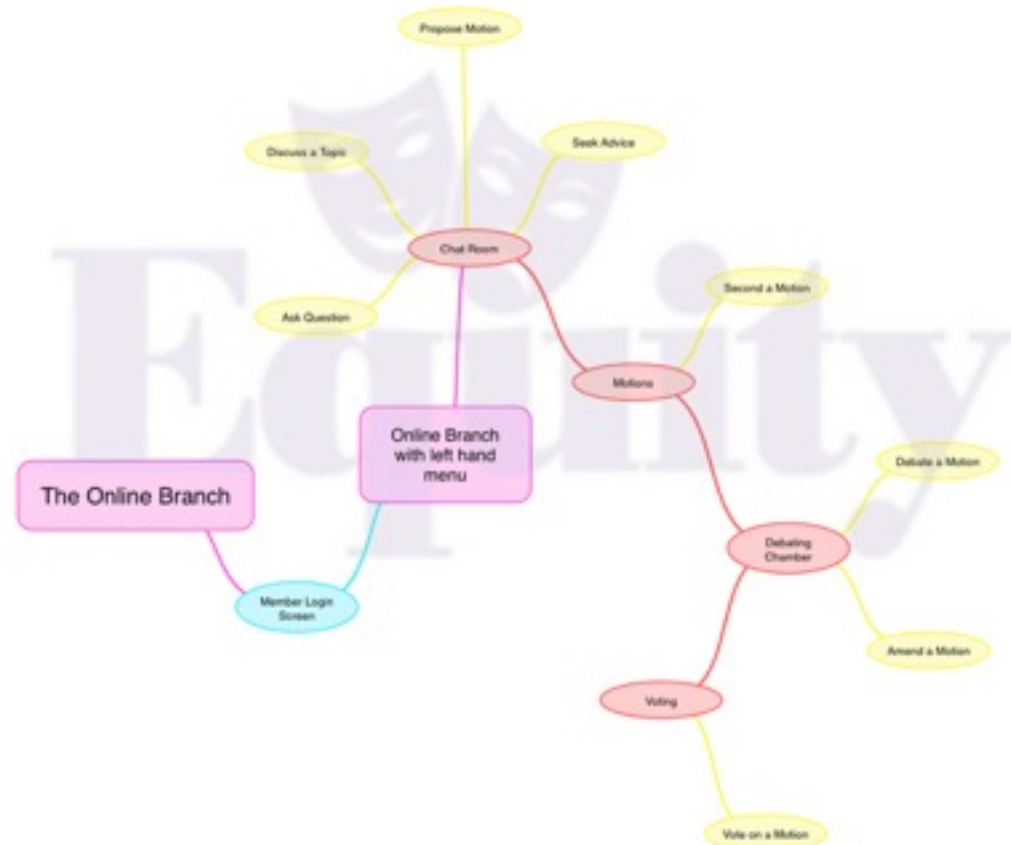 Propose Motion
Discuss a Topic
Seek Advice
Chat Room
Second a Motion
Ask Question
Equity
Motions
Online Branch
with left hand
menu
Debate a Motion
The Online Branch
Debating
Chamber
Member Login
Screen
Amend a Motion
Voting
Vote on a Motion